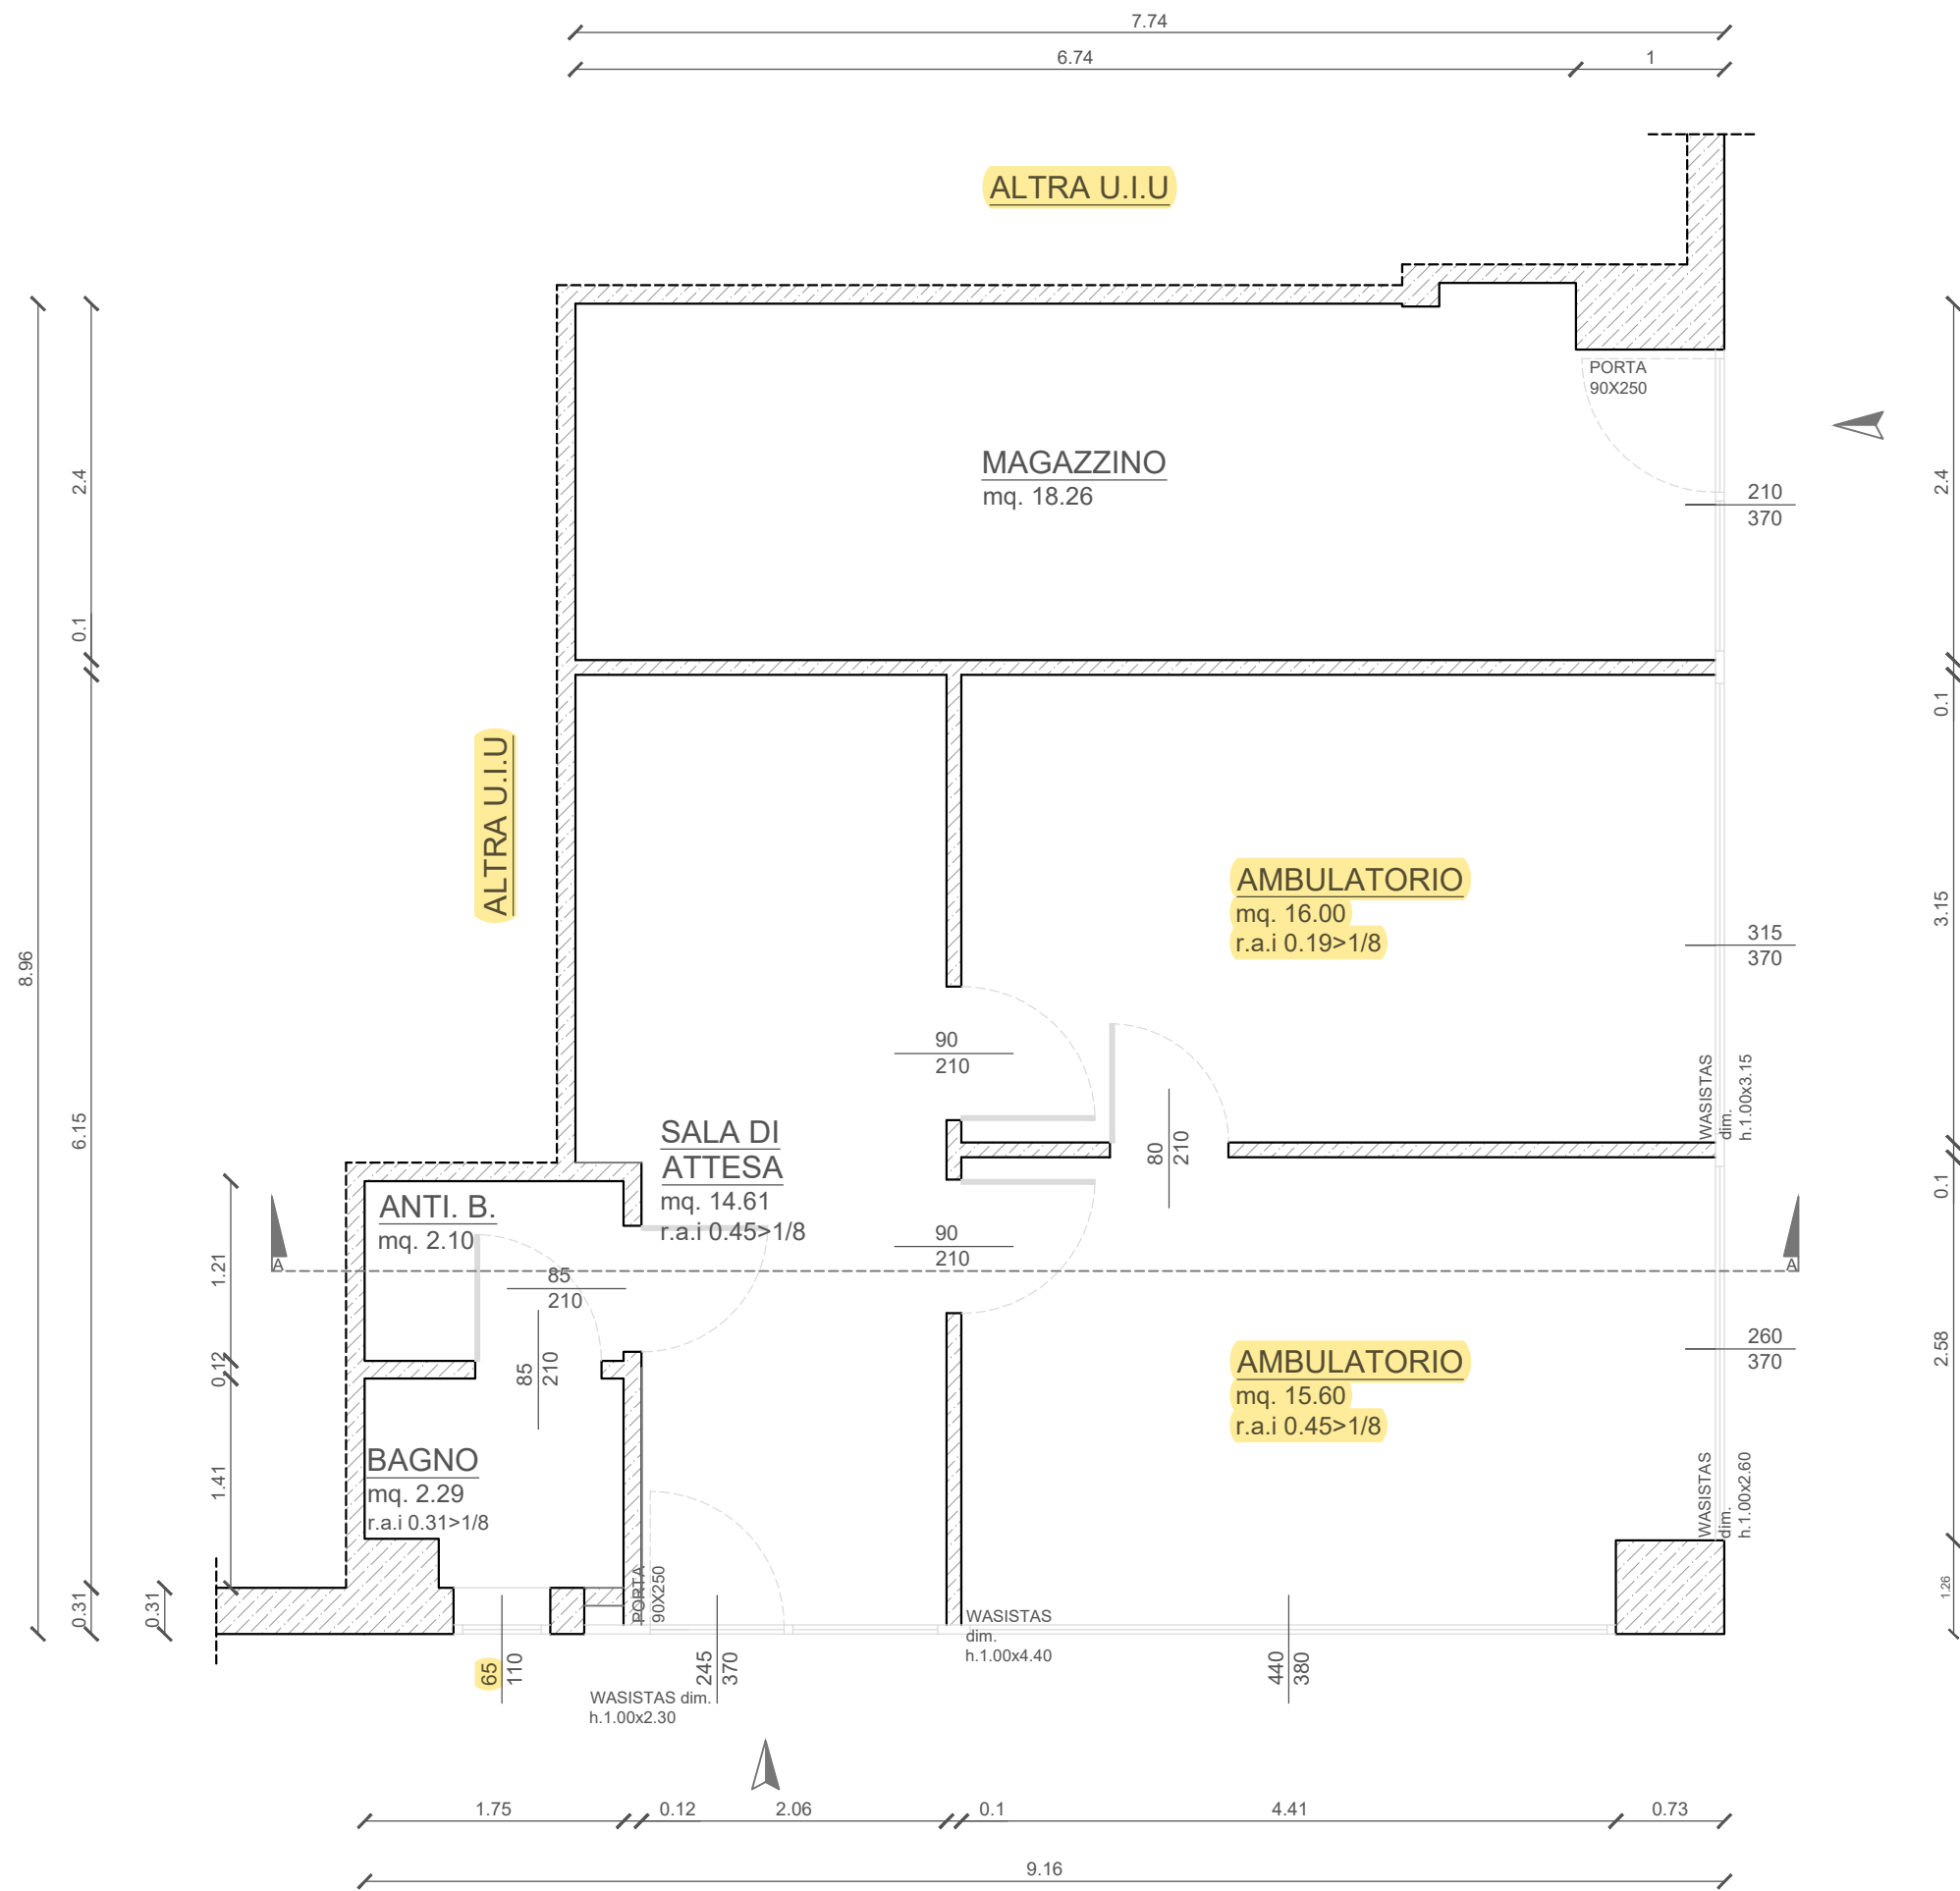 7.74
6.74
1
ALTRA U.I.U
PORTA
90X250
MAGAZZINO
mq. 18.26
210
370
2.4
0.1
2.4
0.1
ALTRA U.I.U
AMBULATORIO
mq. 16.00
r.a.i 0.19>1/8
315
370
3.15
8.96
6.15
90
210
80
210
WASISTAS
dim.
h.1.00x3.15
SALA DI
ATTESA
mq. 14.61
r.a.i 0.45>1/8
ANTI. B.
mq. 2.10
A
A
90
210
85
210
85
210
1.21
0.12
1.41
0.1
2.58
1.26
AMBULATORIO
mq. 15.60
r.a.i 0.45>1/8
260
370
WASISTAS
dim.
h.1.00x2.60
BAGNO
mq. 2.29
r.a.i 0.31>1/8
0.31
0.31
PORTA
90X250
WASISTAS
dim.
h.1.00x4.40
65
110
245
370
440
380
WASISTAS dim.
h.1.00x2.30
1.75
0.12
2.06
0.1
4.41
0.73
9.16